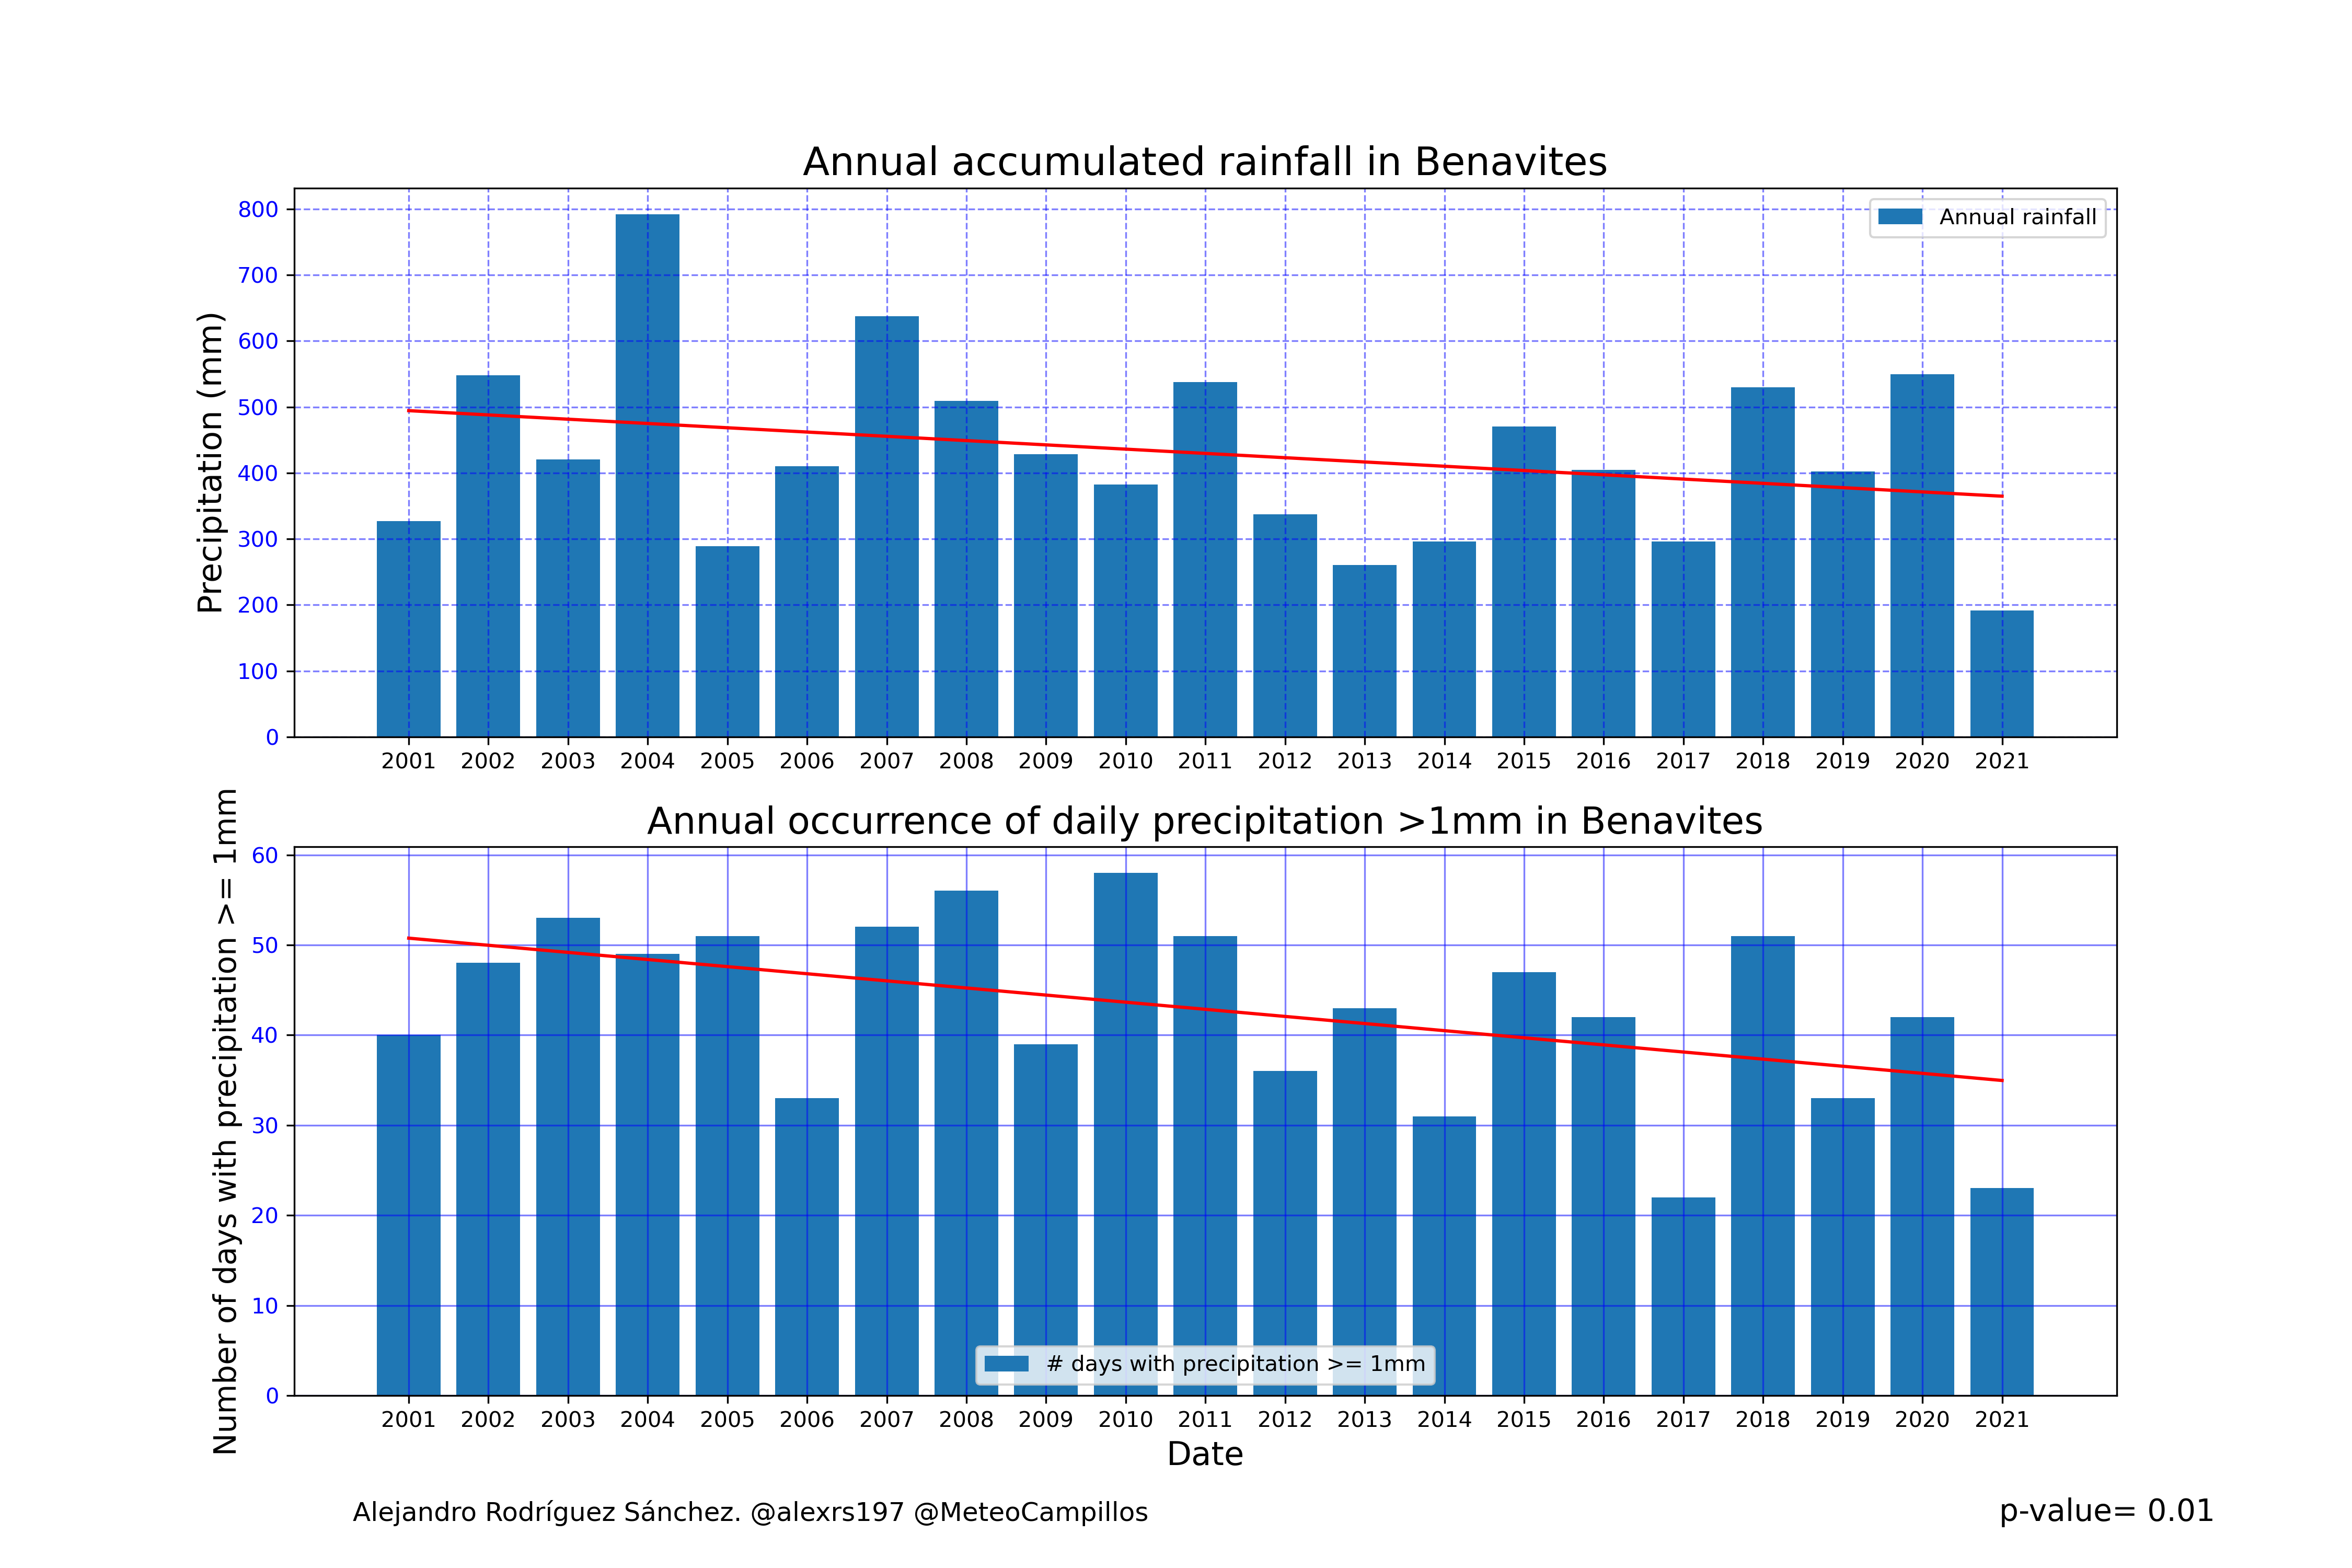 Annual accumulated rainfall in Benavites
Precipitation (mm)
800
700
600
500
400
300
200
100
0
Annual rainfall
2001 2002 2003 2004 2005 2006 2007 2008 2009 2010 2011 2012 2013 2014 2015 2016 2017 2018 2019 2020 2021
Annual occurrence of daily precipitation >1mm in Benavites
Number of days with precipitation >= 1mm
60
50
40
30
20
10
0
# days with precipitation >= 1mm
2001 2002 2003 2004 2005 2006 2007 2008 2009 2010 2011 2012 2013 2014 2015 2016 2017 2018 2019 2020 2021
Date
Alejandro Rodríguez Sánchez. @alexrs197 @MeteoCampillos
p-value= 0.01